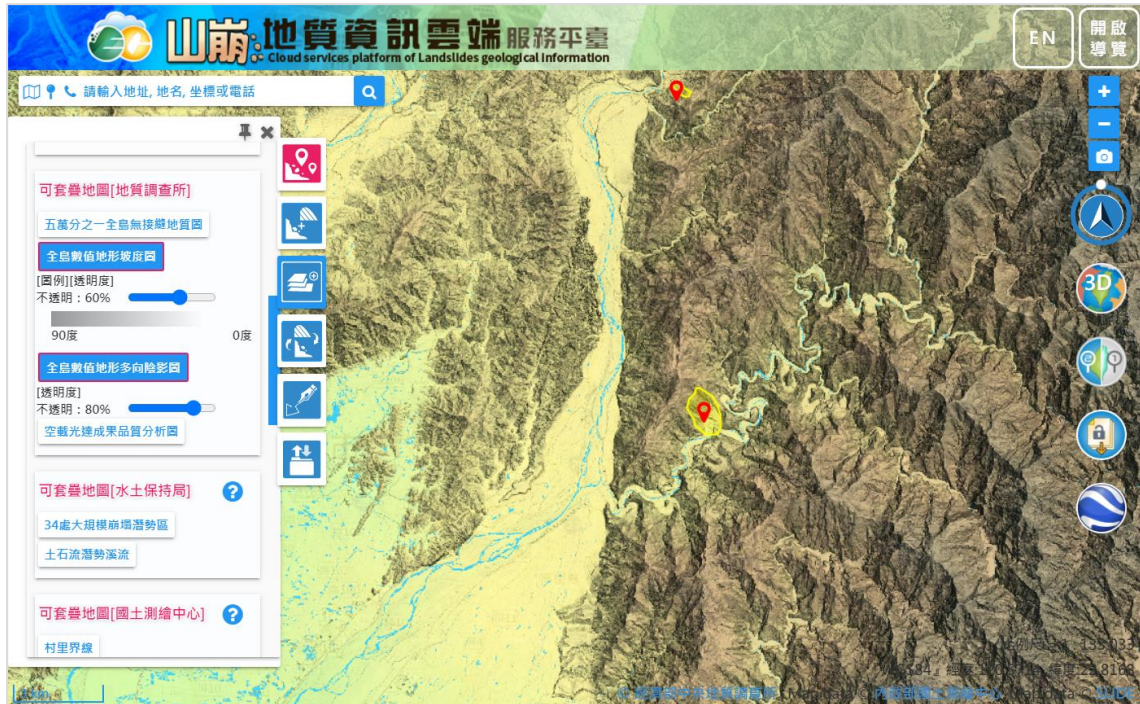 山崩地質資訊雲端服務平臺
Cloud services platform of Landslides geological Information
EN
開啟
導覽
請輸入地址, 地名, 坐標或電話
可套疊地圖[地質調查所]
五萬分之一全島無接縫地質圖
全島數值地形坡度圖
[圖例][透明度]
不透明：60%
90度
0度
全島數值地形多向陰影圖
[透明度]
不透明：80%
空載光達成果品質分析圖
可套疊地圖[水土保持局]
?
34處大規模崩塌潛勢區
土石流潛勢溪流
可套疊地圖[國土測繪中心]
?
村里界線
3D